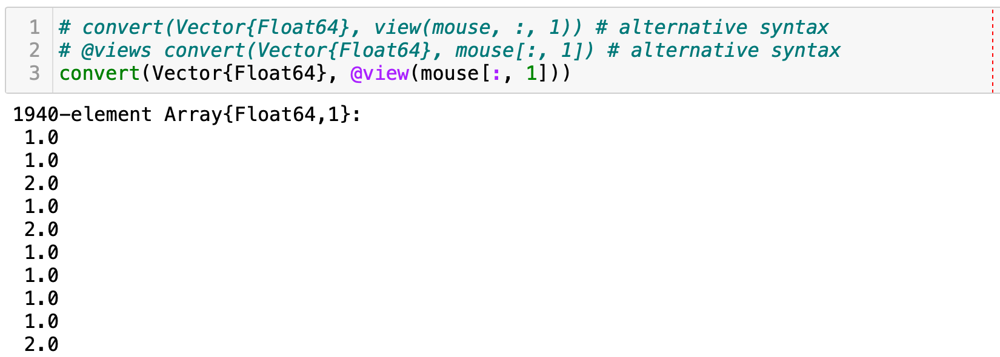 1 # convert(Vector{Float64}, view(mouse, :, 1)) # alternative syntax
2 # @views convert(Vector{Float64}, mouse[:, 1]) # alternative syntax
3 convert(Vector{Float64}, @view(mouse[:, 1]))
1940-element Array{Float64,1}:
1.0
1.0
2.0
1.0
2.0
1.0
1.0
1.0
1.0
2.0